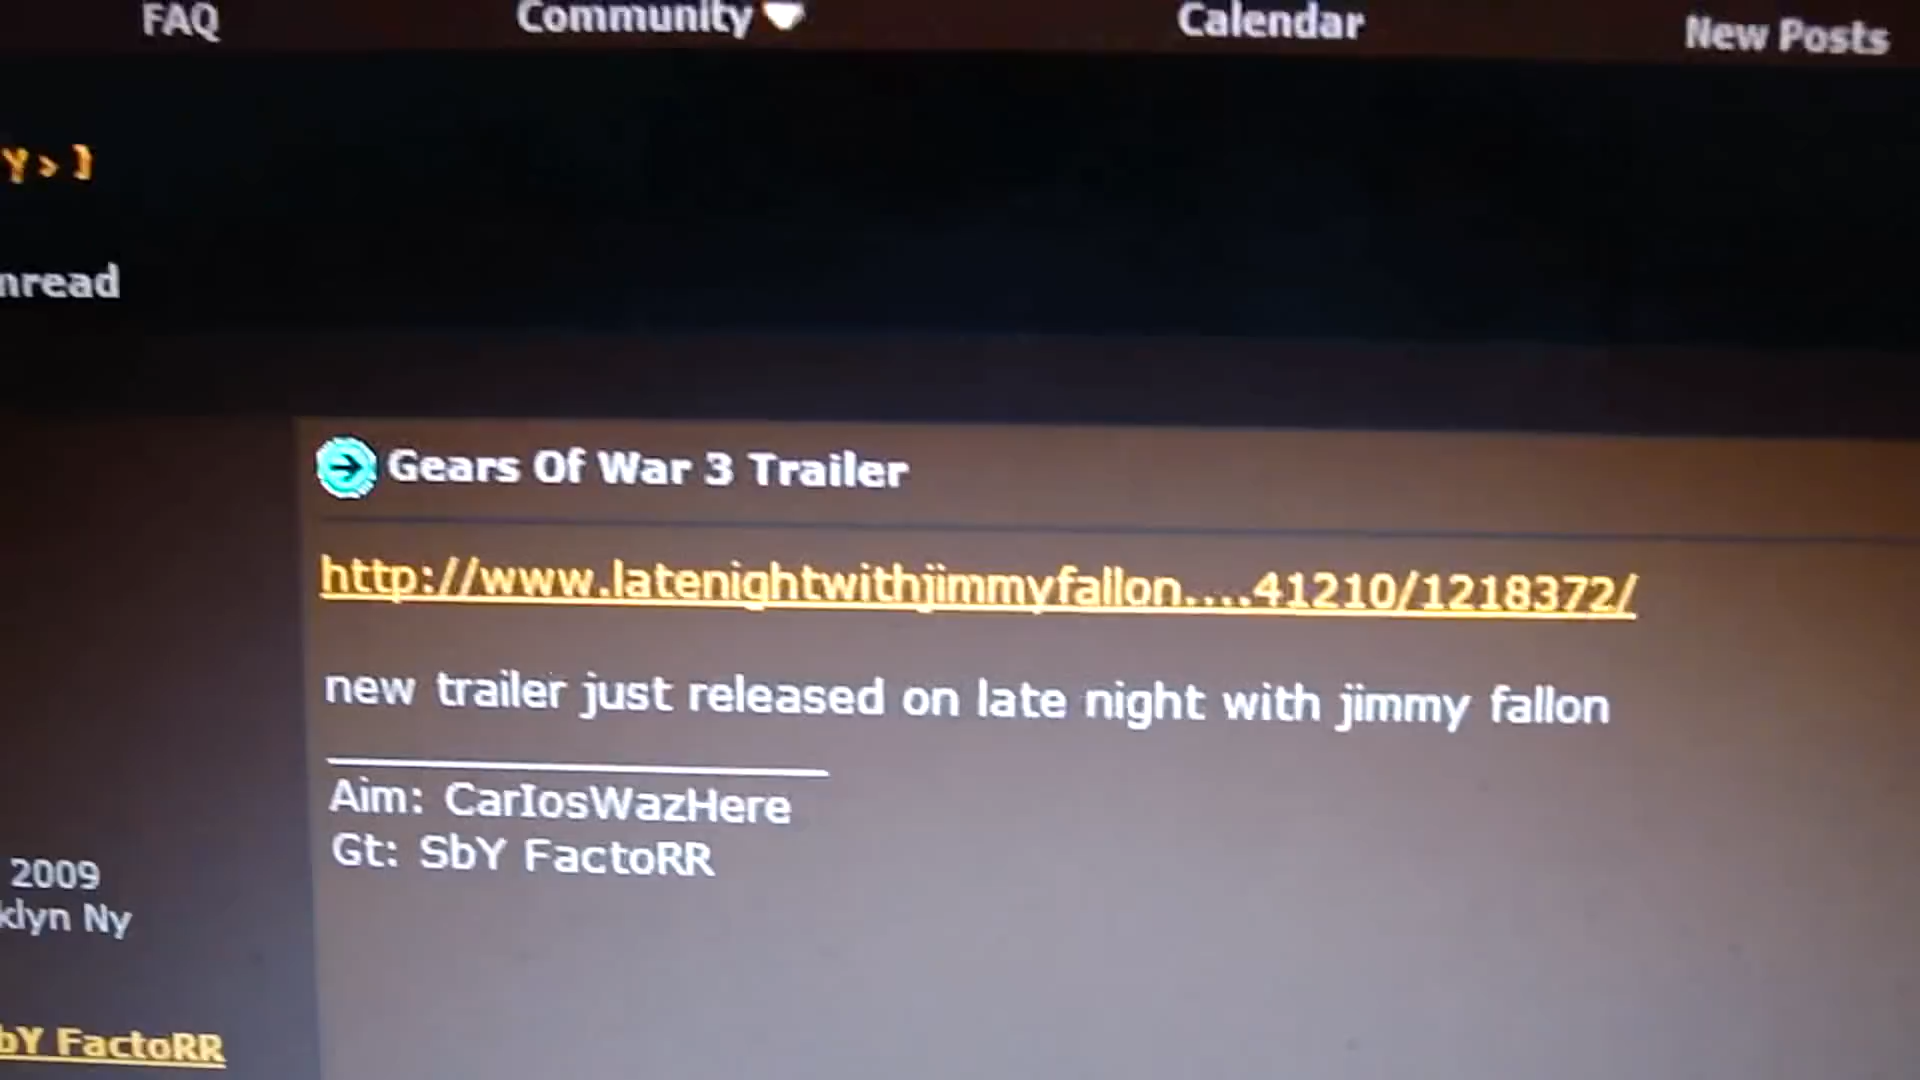 FAQ Community Calendar New Posts
Y>]
nread
Gears Of War 3 Trailer
http://www.latenightwithjimmyfallon....41210/1218372/
new trailer just released on late night with jimmy fallon
Aim: CarIosWazHere
Gt: SbY FactoRR
2009
klyn Ny
bY FactoRR